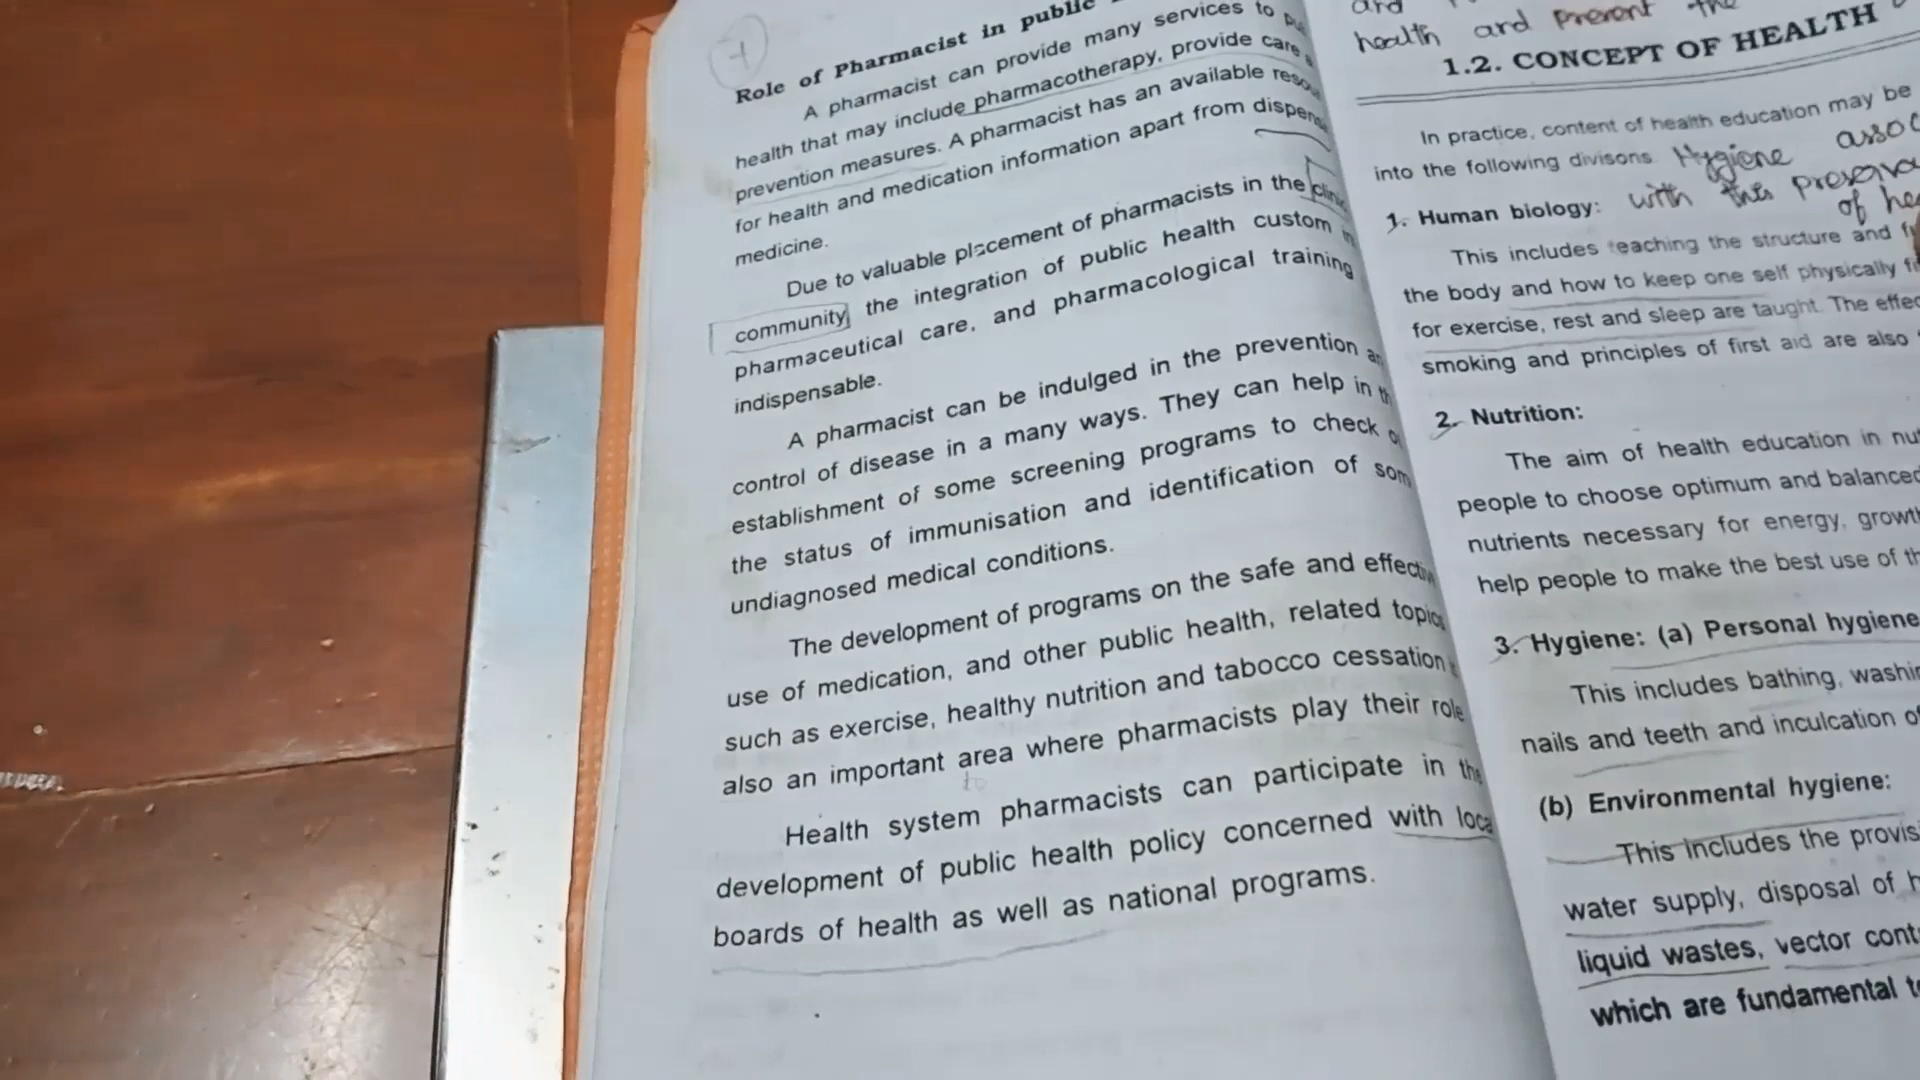 Role of Pharmacist in public
A pharmacist can provide many services to
health that may include pharmacotherapy, provide care
prevention measures. A pharmacist has an available
for health and medication information apart from
medicine.
Due to valuable placement of pharmacists in the
community, the integration of public health custom
pharmaceutical care, and pharmacological training
indispensable.
A pharmacist can be indulged in the prevention
control of disease in a many ways. They can help in
establishment of some screening programs to check
the status of immunisation and identification of
undiagnosed medical conditions.
The development of programs on the safe and
use of medication, and other public health, related
such as exercise, healthy nutrition and tabocco cessation
also an important area where pharmacists play their role
to
Health system pharmacists can participate in
development of public health policy concerned with
boards of health as well as national programs.
health and prevent the
1.2. CONCEPT OF HEALTH
In practice, content of health education may be
into the following divisons. Hygiene
1. Human biology: with this
of
This includes teaching the structure and
the body and how to keep one self physically
for exercise, rest and sleep are taught. The
smoking and principles of first aid are also
2. Nutrition:
The aim of health education in
people to choose optimum and balanced
nutrients necessary for energy,
help people to make the best use of
3. Hygiene: (a) Personal hygiene
This includes bathing,
nails and teeth and inculcation
(b) Environmental hygiene:
This includes the
water supply, disposal of
liquid wastes, vector
which are fundamental